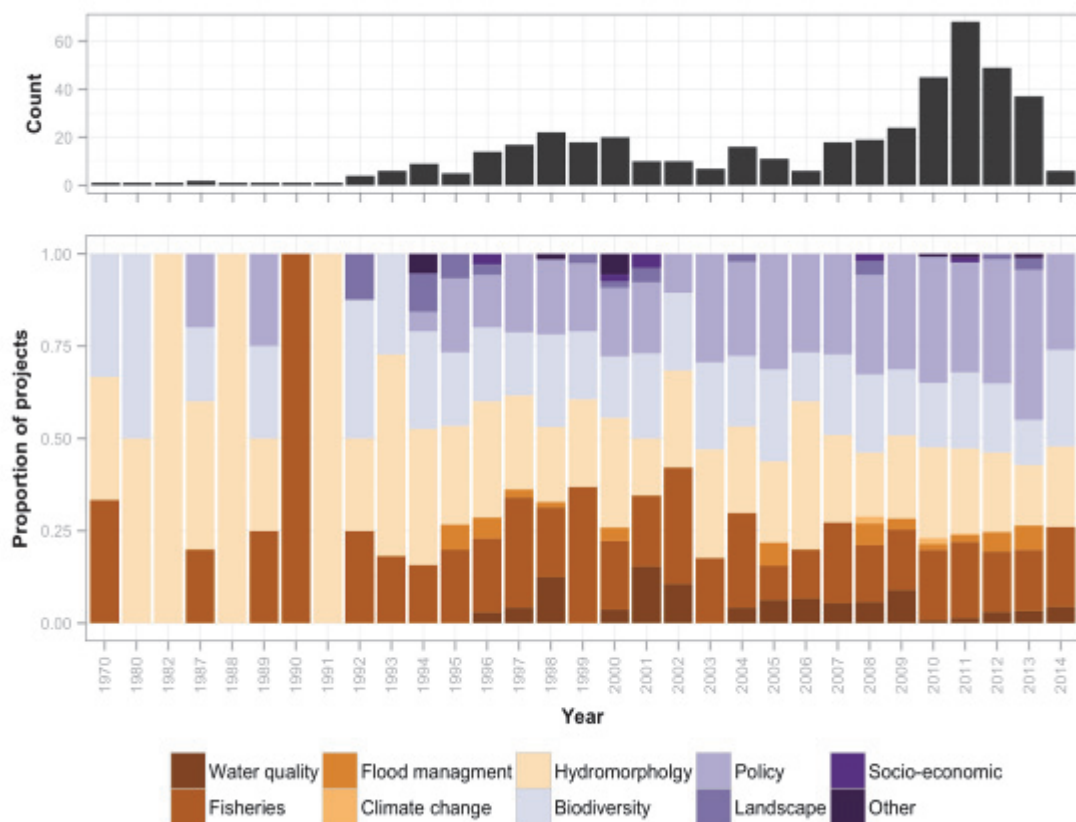 60
40
20
0
Count
1.00
0.75
0.50
0.25
0.00
Proportion of projects
1970 1980 1982 1987 1988 1989 1990 1991 1992 1993 1994 1995 1996 1997 1998 1999 2000 2001 2002 2003 2004 2005 2006 2007 2008 2009 2010 2011 2012 2013 2014
Year
Water quality Flood managment Hydromorpholgy Policy Socio-economic
Fisheries Climate change Biodiversity Landscape Other